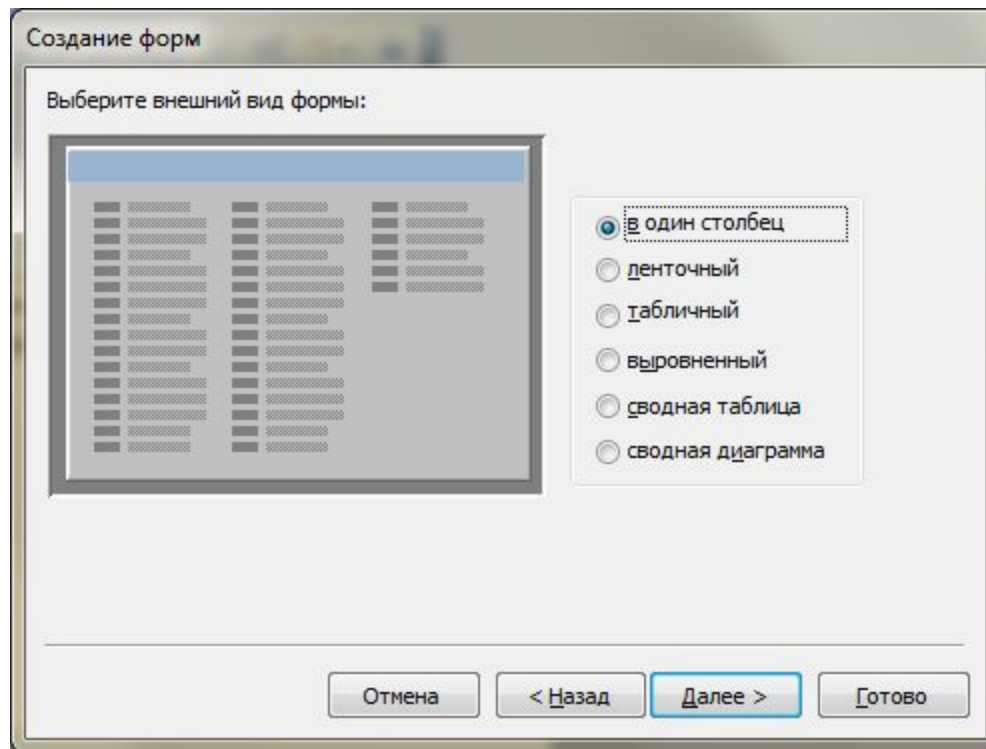 Создание форм
Выберите внешний вид формы:
в один столбец
ленточный
табличный
выровненный
сводная таблица
сводная диаграмма
Отмена
< Назад
Далее >
Готово